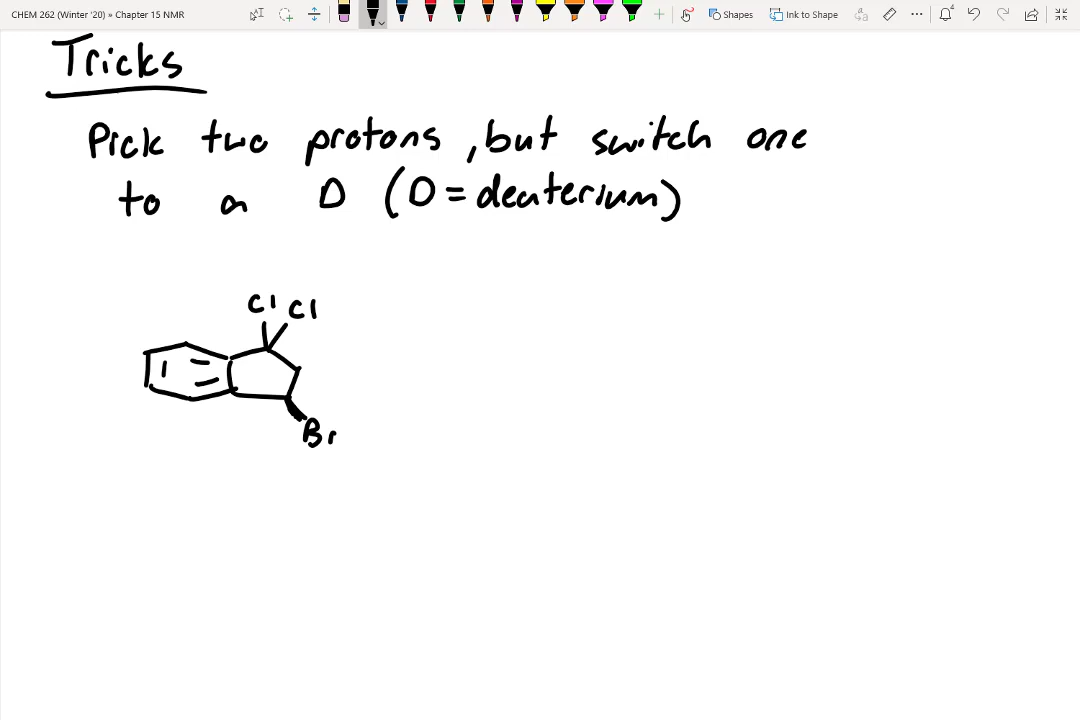 CHEM 262 (Winter '20) » Chapter 15 NMR
Shapes
Ink to Shape
4
Tricks
Pick two protons, but switch one
to a D (D = deuterium)
Cl Cl
Br